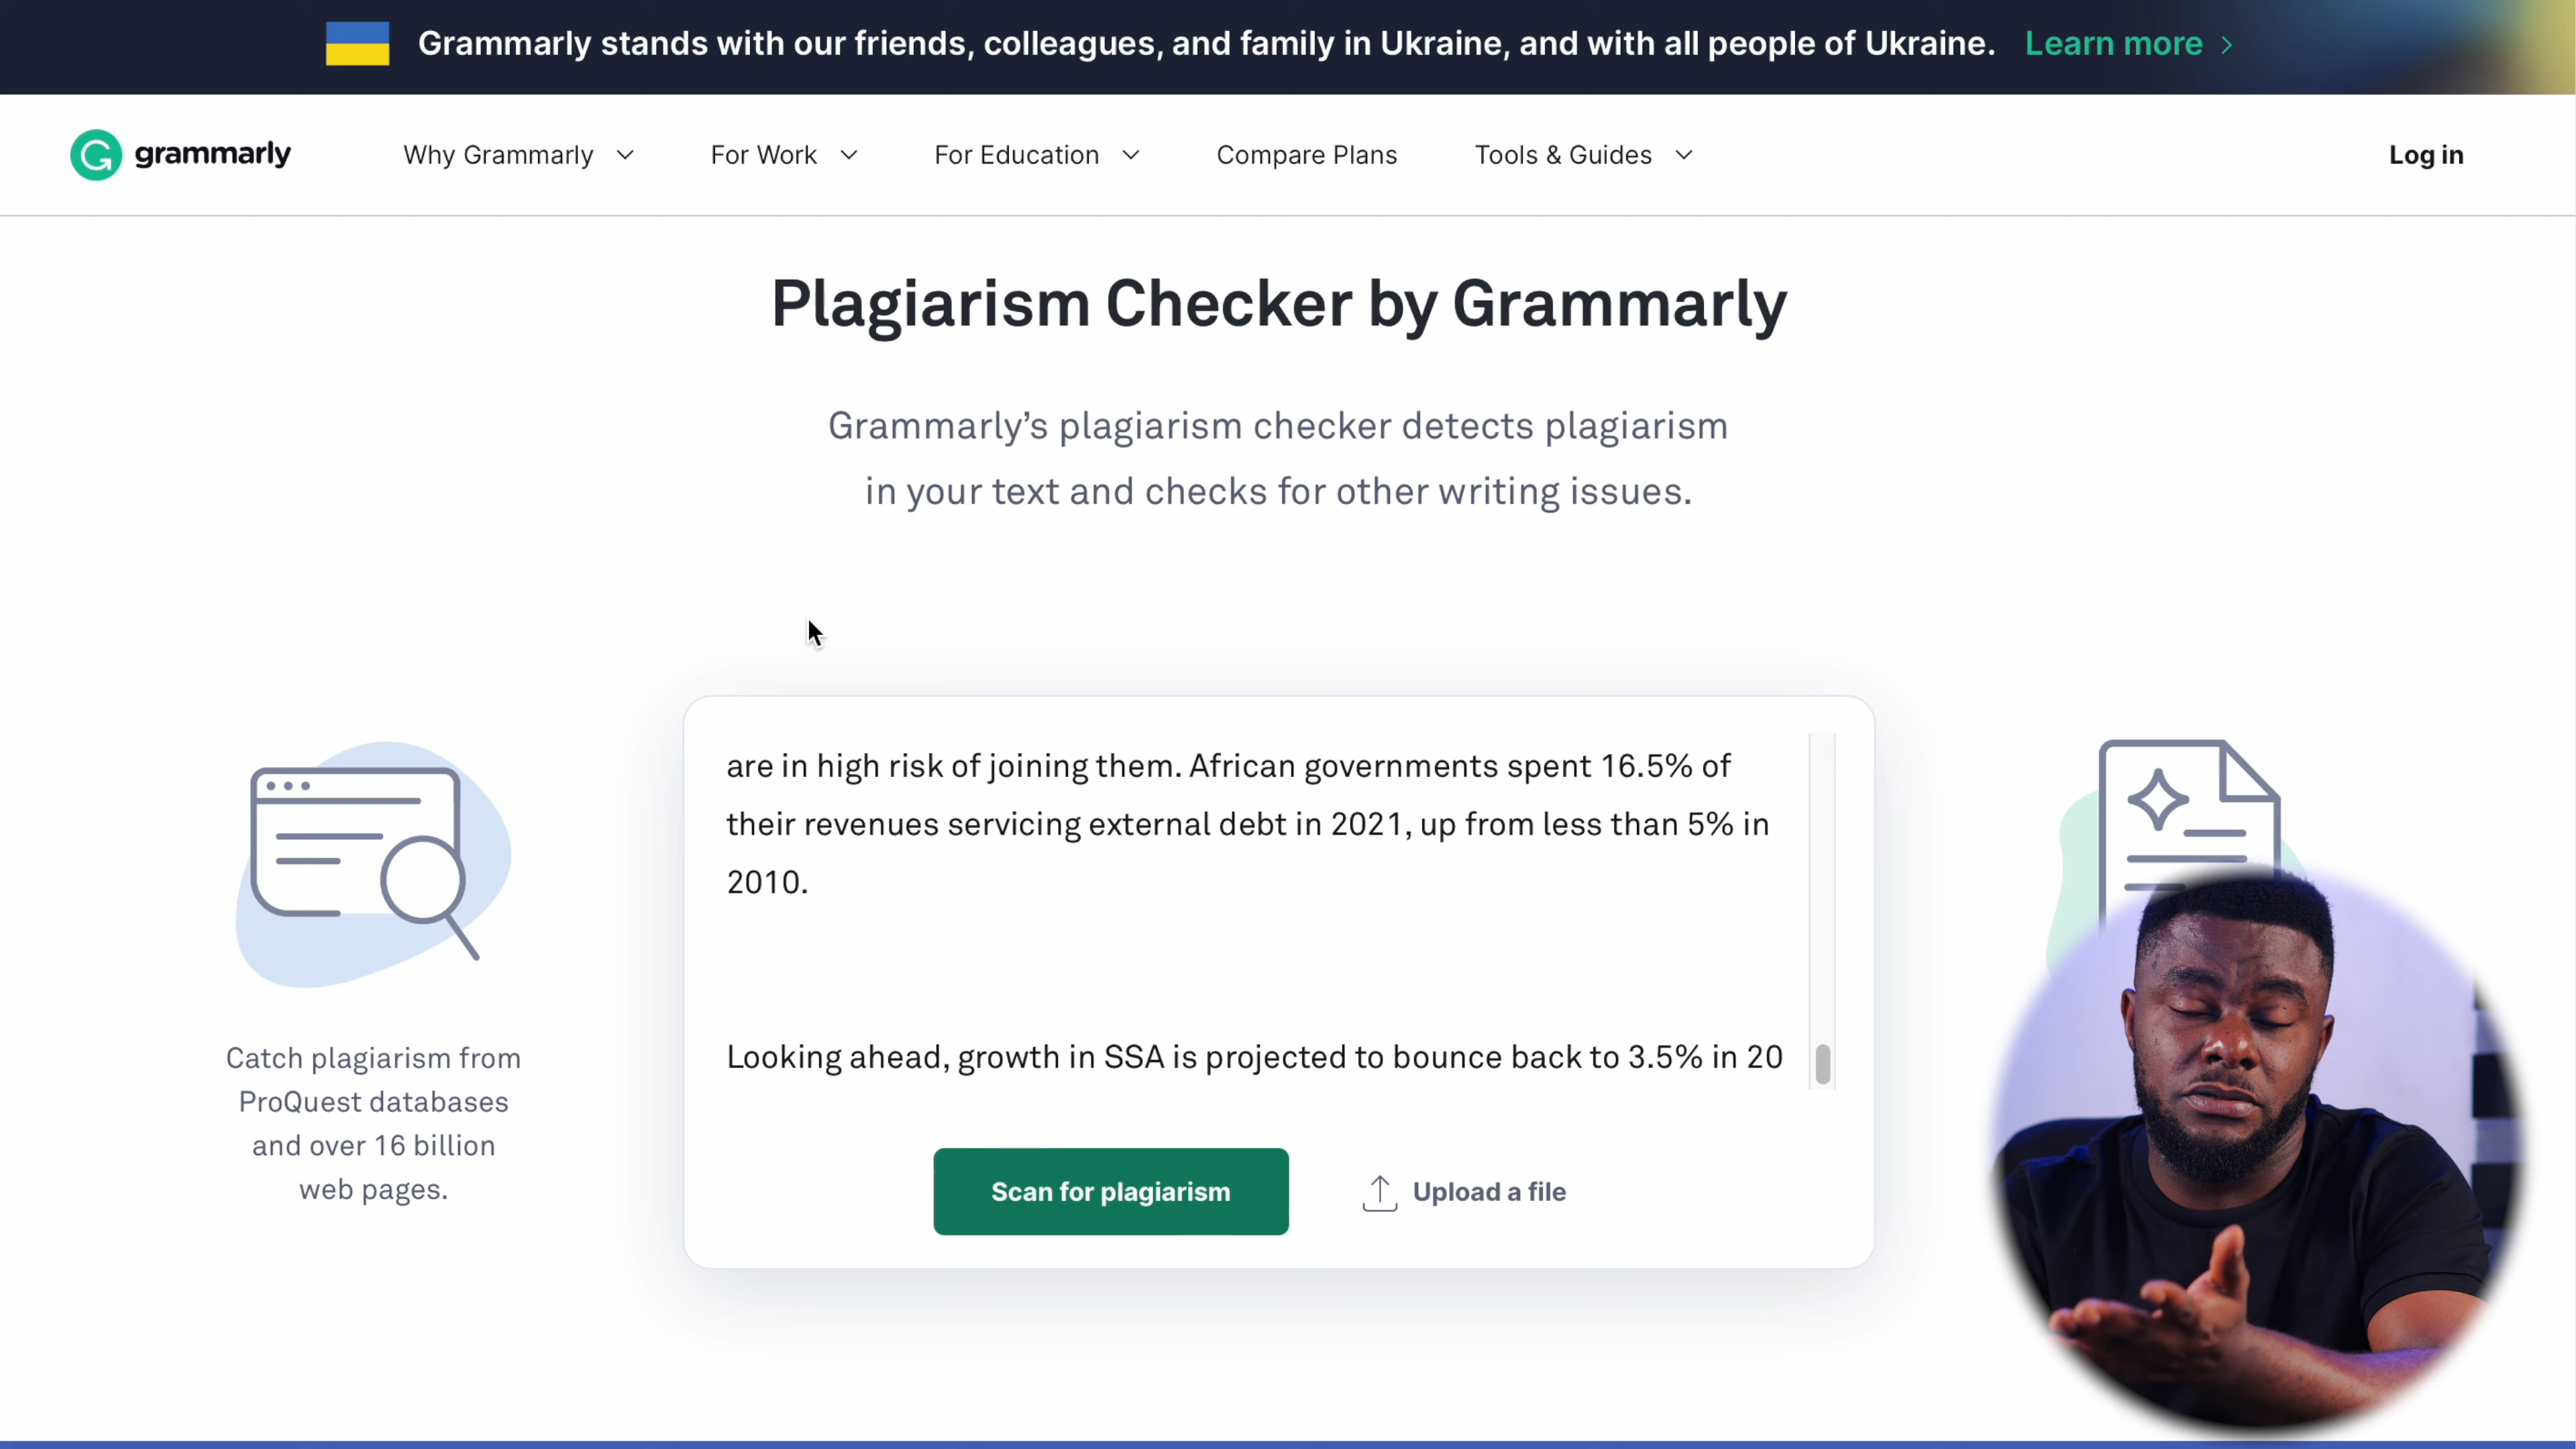 Grammarly stands with our friends, colleagues, and family in Ukraine, and with all people of Ukraine. Learn more
grammarly Why Grammarly For Work For Education Compare Plans Tools & Guides Log in
Plagiarism Checker by Grammarly
Grammarly’s plagiarism checker detects plagiarism
in your text and checks for other writing issues.
are in high risk of joining them. African governments spent 16.5% of
their revenues servicing external debt in 2021, up from less than 5% in
2010.
Looking ahead, growth in SSA is projected to bounce back to 3.5% in 20
Scan for plagiarism Upload a file
Catch plagiarism from
ProQuest databases
and over 16 billion
web pages.